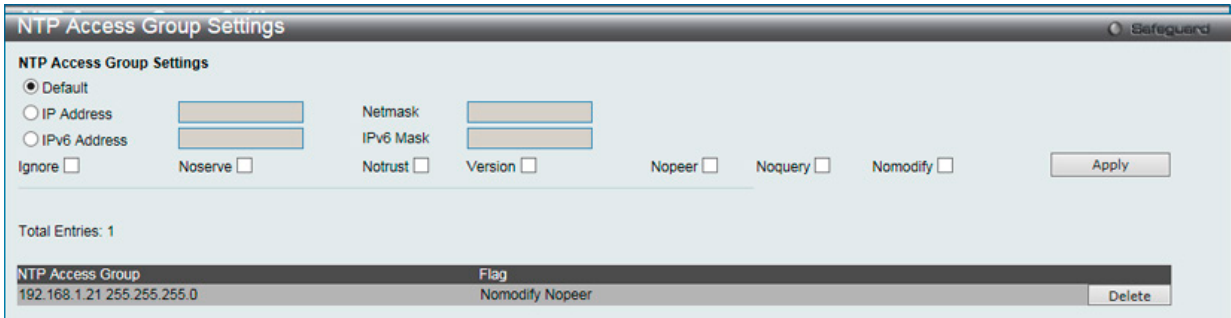 NTP Access Group Settings
Safeguard
NTP Access Group Settings
Default
IP Address Netmask
IPv6 Address IPv6 Mask
Ignore Noserve Notrust Version Nopeer Noquery Nomodify Apply
Total Entries: 1
NTP Access Group Flag
192.168.1.21 255.255.255.0 Nomodify Nopeer Delete